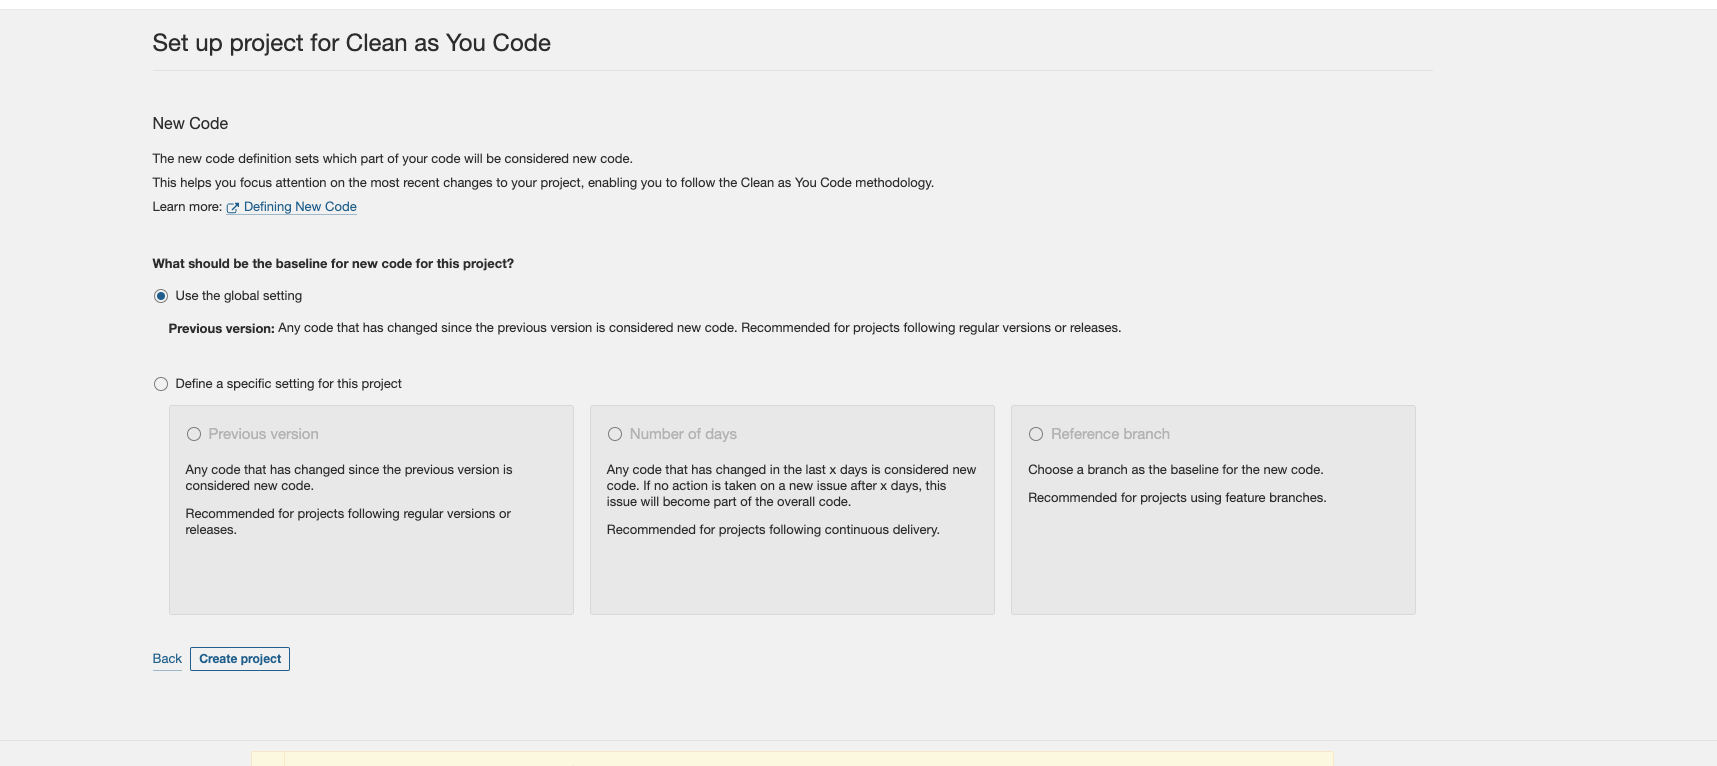 Set up project for Clean as You Code
New Code
The new code definition sets which part of your code will be considered new code.
This helps you focus attention on the most recent changes to your project, enabling you to follow the Clean as You Code methodology.
Learn more: Defining New Code
What should be the baseline for new code for this project?
Use the global setting
Previous version: Any code that has changed since the previous version is considered new code. Recommended for projects following regular versions or releases.
Define a specific setting for this project
Previous version
Any code that has changed since the previous version is
considered new code.
Recommended for projects following regular versions or
releases.
Number of days
Any code that has changed in the last x days is considered new
code. If no action is taken on a new issue after x days, this
issue will become part of the overall code.
Recommended for projects following continuous delivery.
Reference branch
Choose a branch as the baseline for the new code.
Recommended for projects using feature branches.
Back
Create project